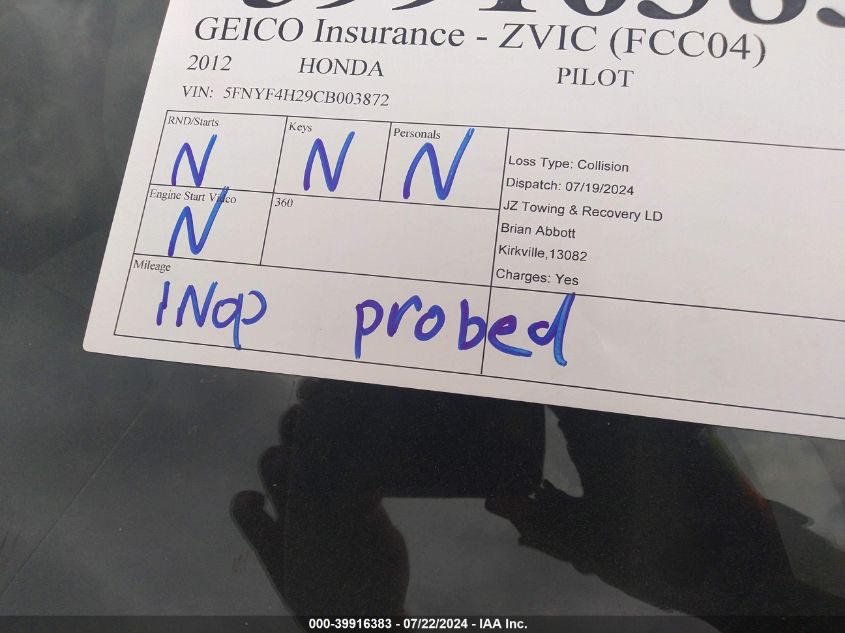 GEICO Insurance - ZVIC (FCC04)
2012 HONDA PILOT
VIN: 5FNYF4H29CB003872
RND/Starts Keys Personals
N N N
Engine Start Video 360
N
Loss Type: Collision
Dispatch: 07/19/2024
JZ Towing & Recovery LD
Brian Abbott
Kirkville,13082
Charges: Yes
Mileage
INOP probed
000-39916383 - 07/22/2024 - IAA Inc.